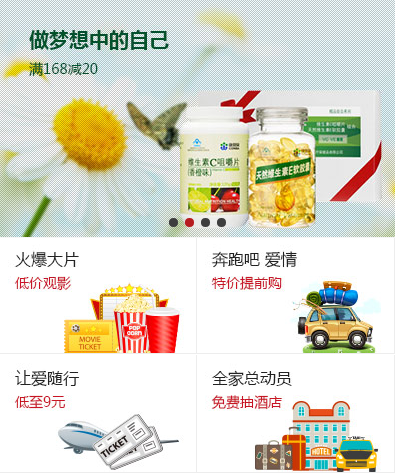 做梦想中的自己
满168减20
维生素C咀嚼片
(香橙味)
天然维生素E软胶囊
火爆大片
低价观影
MOVIE
TICKET
POP
CORN
奔跑吧 爱情
特价提前购
让爱随行
低至9元
TICKET
全家总动员
免费抽酒店
HOTEL